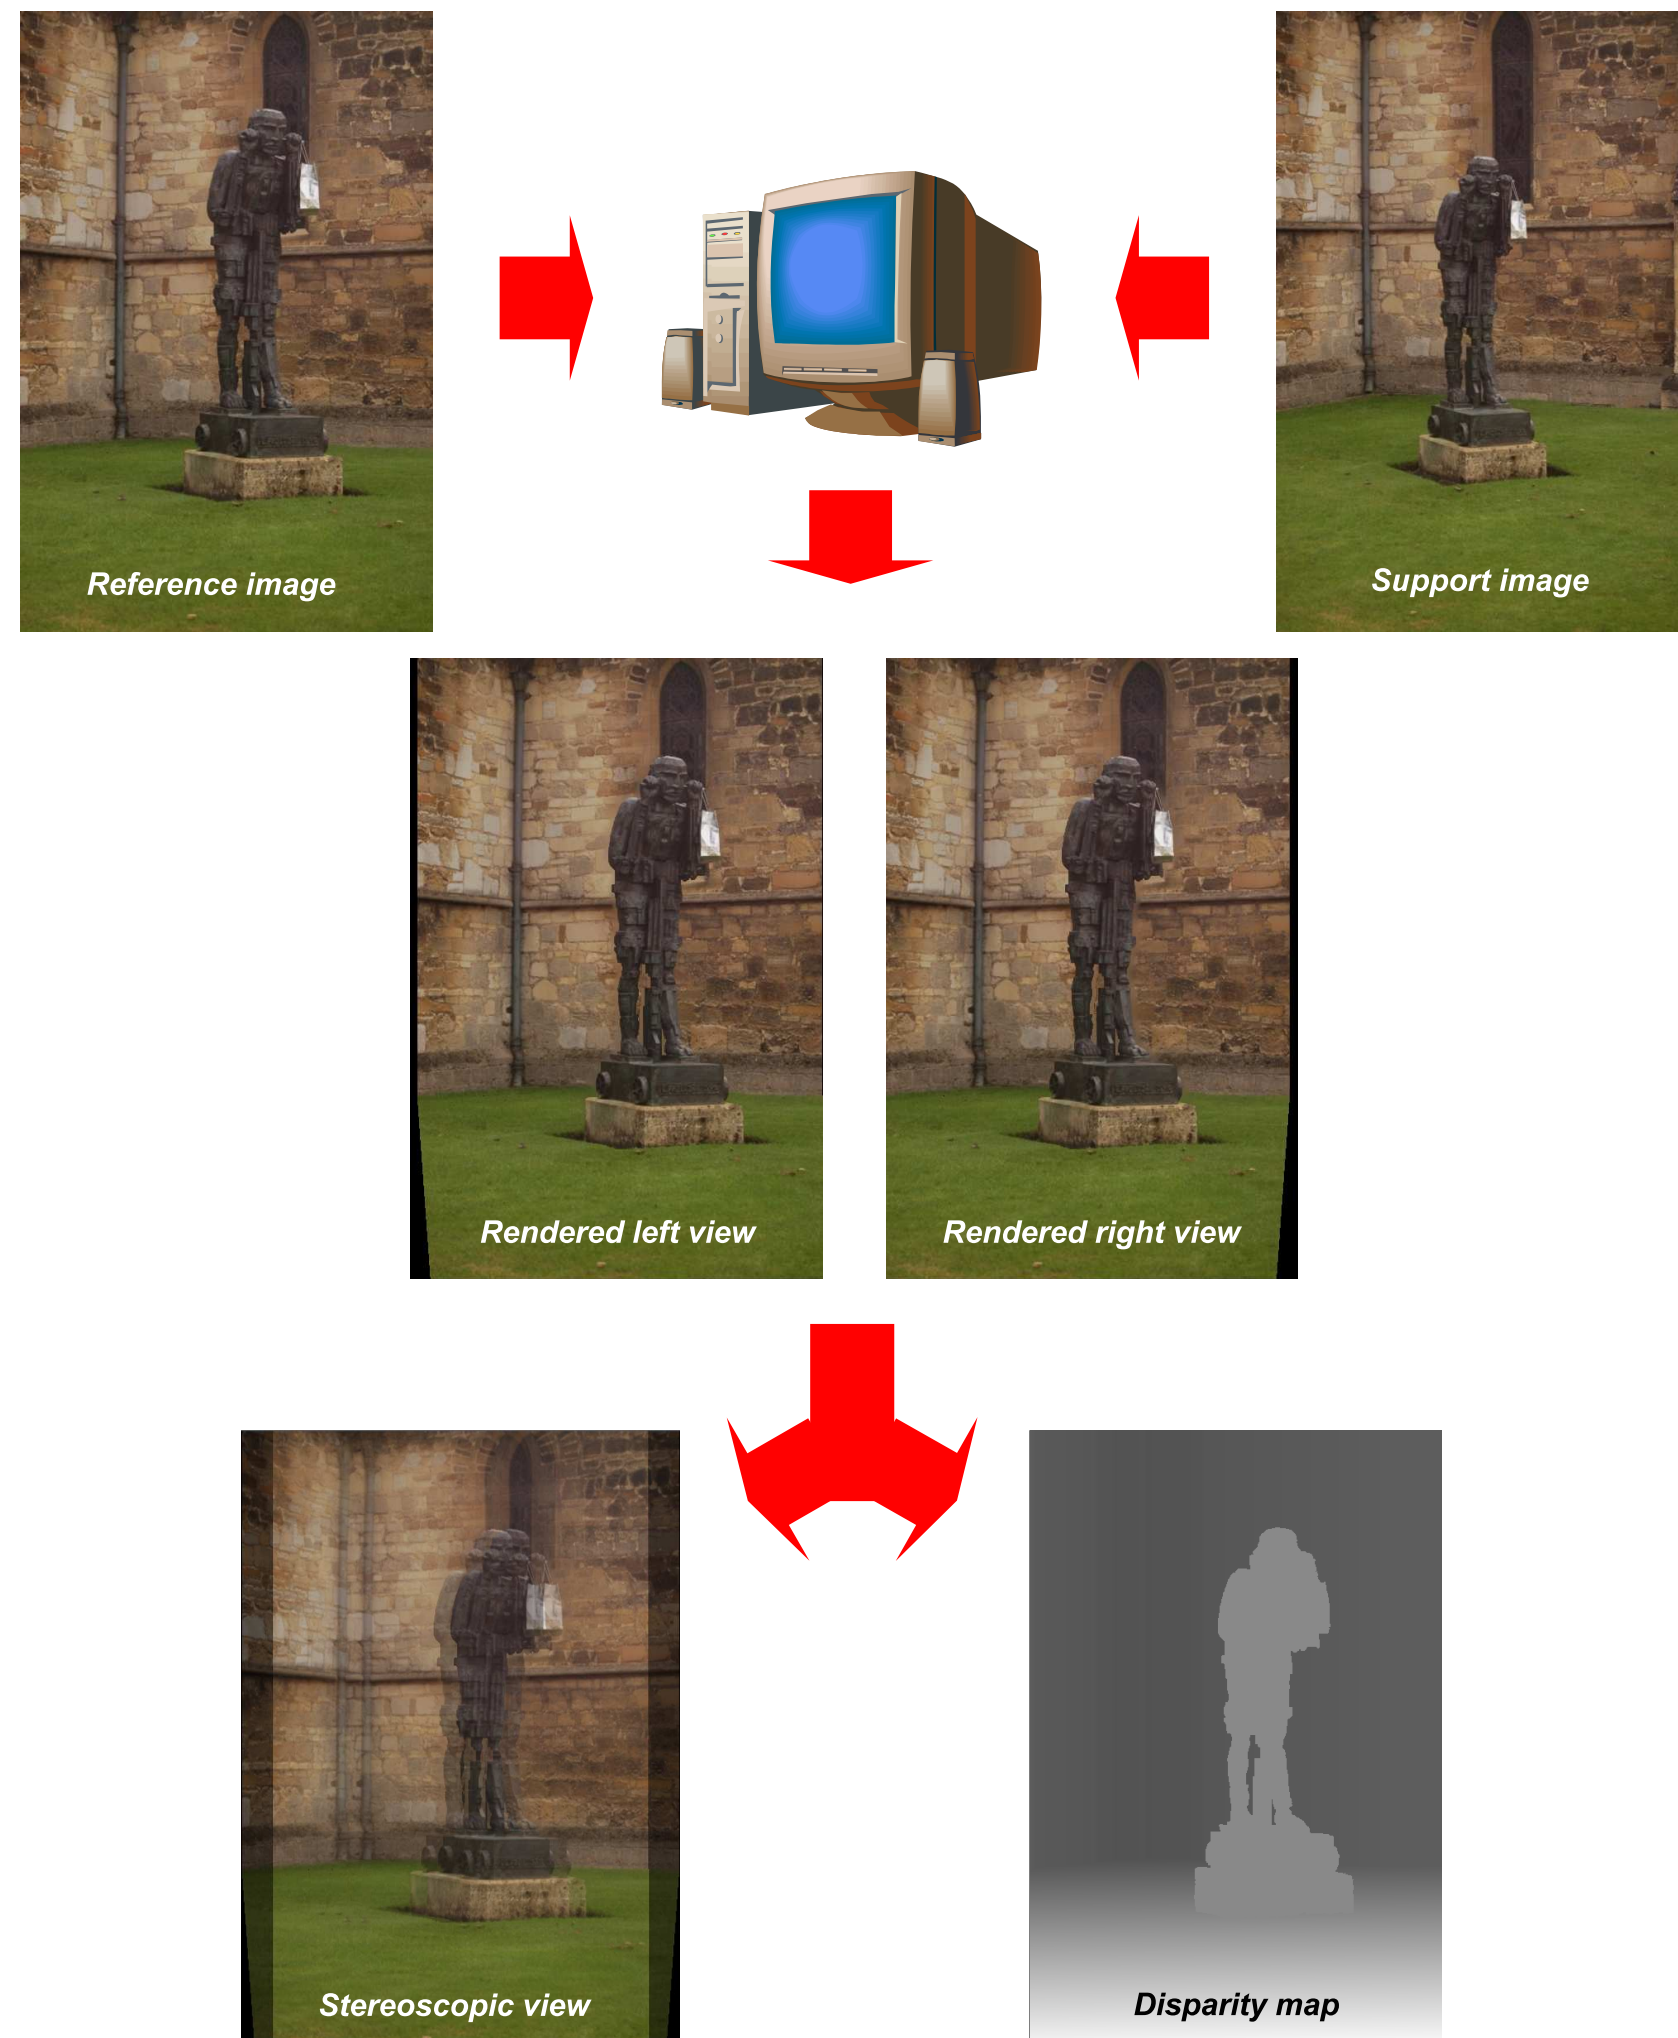 Reference image
Support image
Rendered left view
Rendered right view
Stereoscopic view
Disparity map